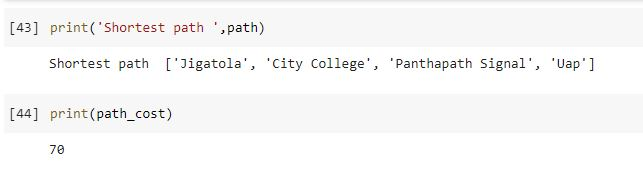 [43] print('Shortest path ',path)
Shortest path  ['Jigatola', 'City College', 'Panthapath Signal', 'Uap']
[44] print(path_cost)
70